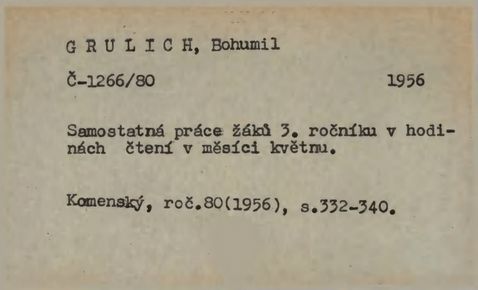 G R U L I C H, Bohumil
Č-1266/80 1956
Samostatná práce žáků 3. ročníku v hodi-
nách čtení v měsíci květnu.
Komenský, roč.80(1956), s.332-340.